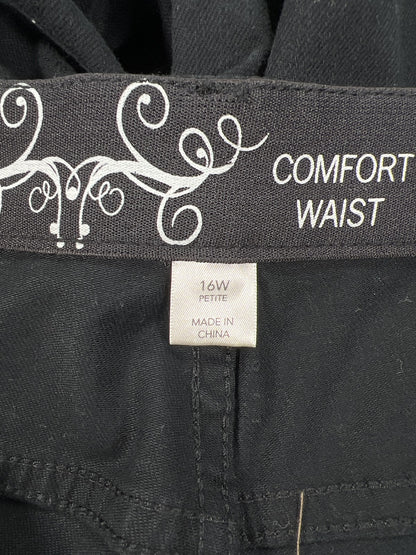 COMFORT
WAIST
16W
PETITE
MADE IN
CHINA